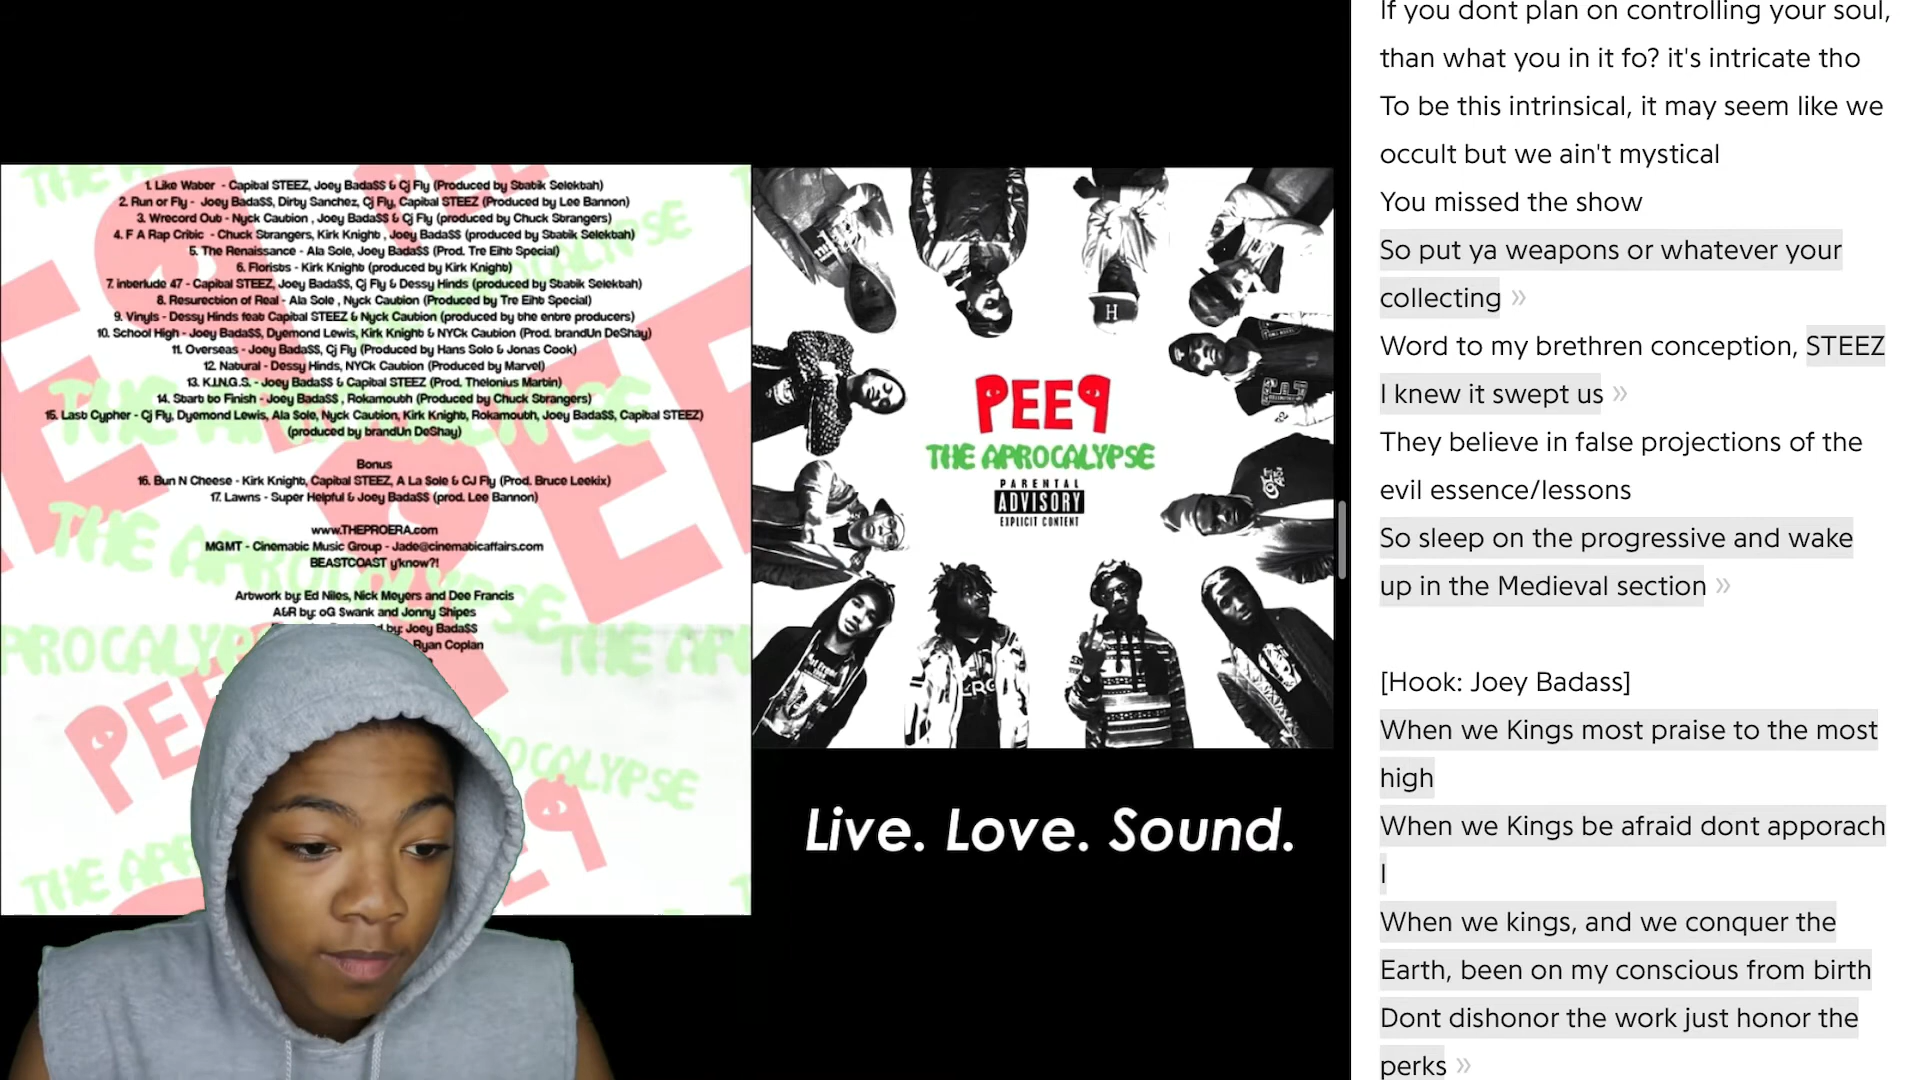 1. Like Water - Capital STEEZ, Joey Bada$$ & Cj Fly (Produced by Statik Selektah)
2. Run or Fly - Joey Bada$$, Dirty Sanchez, Cj Fly, Capital STEEZ (Produced by Lee Bannon)
3. Wrecord Out - Nyck Caution , Joey Bada$$ & Cj Fly (produced by Chuck Strangers)
4. F A Rap Critic - Chuck Strangers, Kirk Knight , Joey Bada$$ (produced by Statik Selektah)
5. The Renaissance - Ala $ole, Joey Bada$$ (Prod. Tre Eiht Special)
6. Florists - Kirk Knight (produced by Kirk Knight)
7. interlude 47 - Capital STEEZ, Joey Bada$$, Cj Fly & Dessy Hinds (produced by Statik Selektah)
8. Resurection of Real - Ala $ole , Nyck Caution (Produced by Tre Eiht Special)
9. Vinyls - Dessy Hinds feat Capital STEEZ & Nyck Caution (produced by the entre producers)
10. School High - Joey Bada$$, Dyemond Lewis, Kirk Knight & NYCk Caution (Prod. brandUn DeShay)
11. Overseas - Joey Bada$$, Cj Fly (Produced by Hans Solo & Jonas Cook)
12. Natural - Dessy Hinds, NYCk Caution (Produced by Marvel)
13. K.I.N.G.S. - Joey Bada$$ & Capital STEEZ (Prod. Thelonius Martin)
14. Start to Finish - Joey Bada$$ , Rokamouth (Produced by Chuck Strangers)
15. Last Cypher - Cj Fly, Dyemond Lewis, Ala $ole, Nyck Caution, Kirk Knight, Rokamouth, Joey Bada$$, Capital STEEZ)
(produced by brandUn DeShay)
Bonus
16. Bun N Cheese - Kirk Knight, Capital STEEZ, A La $ole & CJ Fly (Prod. Bruce Leekix)
17. Lawns - Super Helpful & Joey Bada$$ (prod. Lee Bannon)
www.THEPROERA.com
MGMT - Cinematic Music Group - Jade@cinematicaffairs.com
BEASTCOAST y'know?!
Artwork by: Ed Niles, Nick Meyers and Dee Francis
A&R by: oG Swank and Jonny Shipes
by: Joey Bada$$
Ryan Coplan
PEEP
THE APROCALYPSE
PARENTAL
ADVISORY
EXPLICIT CONTENT
Live. Love. Sound.
If you dont plan on controlling your soul,
than what you in it fo? it's intricate tho
To be this intrinsical, it may seem like we
occult but we ain't mystical
You missed the show
So put ya weapons or whatever your
collecting »
Word to my brethren conception, STEEZ
I knew it swept us »
They believe in false projections of the
evil essence/lessons
So sleep on the progressive and wake
up in the Medieval section »
[Hook: Joey Badass]
When we Kings most praise to the most
high
When we Kings be afraid dont apporach
I
When we kings, and we conquer the
Earth, been on my conscious from birth
Dont dishonor the work just honor the
perks »